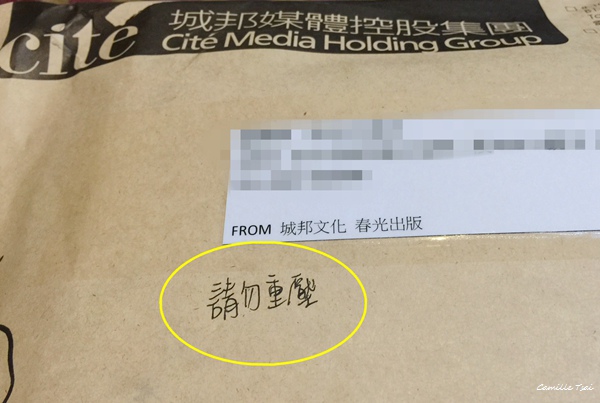 cité
城邦媒體控股集團
Cité Media Holding Group
FROM 城邦文化 春光出版
請勿重壓
Camille Tsai